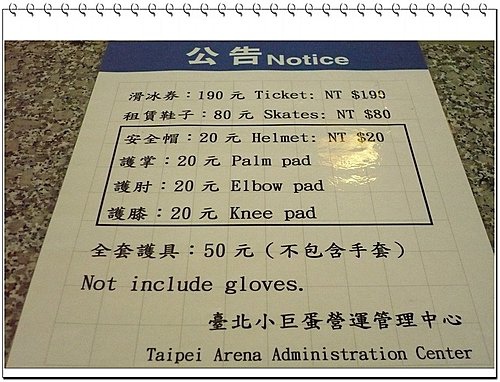 公告Notice
滑冰券：190 元 Ticket: NT $190
租賃鞋子：80 元 Skates: NT $80
安全帽：20 元 Helmet: NT $20
護掌：20 元 Palm pad
護肘：20 元 Elbow pad
護膝：20 元 Knee pad
全套護具：50 元（不包含手套）
Not include gloves.
臺北小巨蛋營運管理中心
Taipei Arena Administration Center